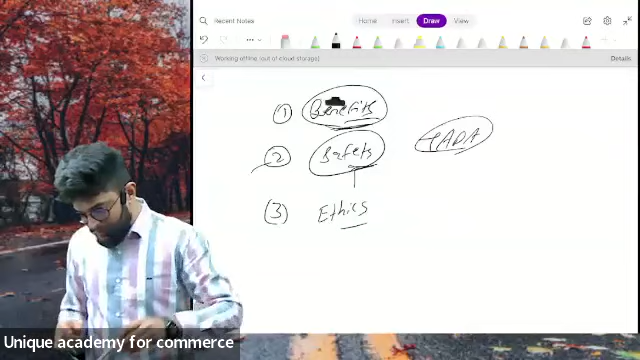 Recent Notes
Home Insert Draw View
Working offline (out of cloud storage)
Details
① Benefits
② Safety
TADA
③ Ethics
Unique academy for commerce